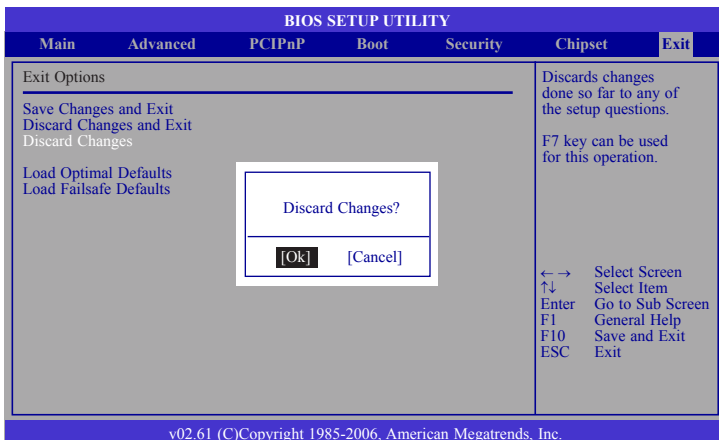 BIOS SETUP UTILITY
Main Advanced PCIPnP Boot Security Chipset Exit
Exit Options
Save Changes and Exit
Discard Changes and Exit
Discard Changes
Load Optimal Defaults
Load Failsafe Defaults
Discard Changes?
[Ok] [Cancel]
Discards changes
done so far to any of
the setup questions.
F7 key can be used
for this operation.
←→ Select Screen
↑↓ Select Item
Enter Go to Sub Screen
F1 General Help
F10 Save and Exit
ESC Exit
v02.61 (C)Copyright 1985-2006, American Megatrends, Inc.